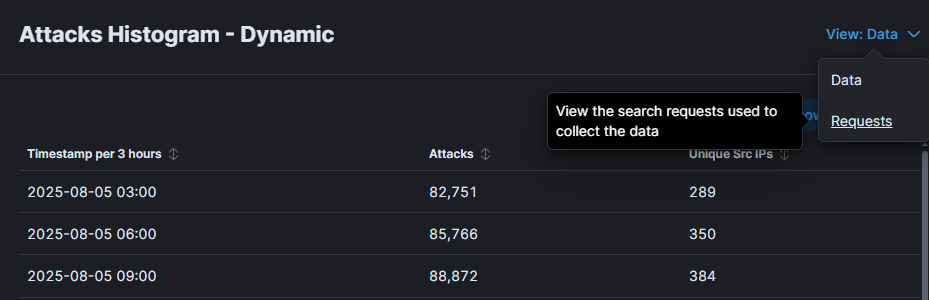 Attacks Histogram - Dynamic
View: Data
Data
View the search requests used to
collect the data
Requests
Timestamp per 3 hours
Attacks
Unique Src IPs
2025-08-05 03:00
82,751
289
2025-08-05 06:00
85,766
350
2025-08-05 09:00
88,872
384